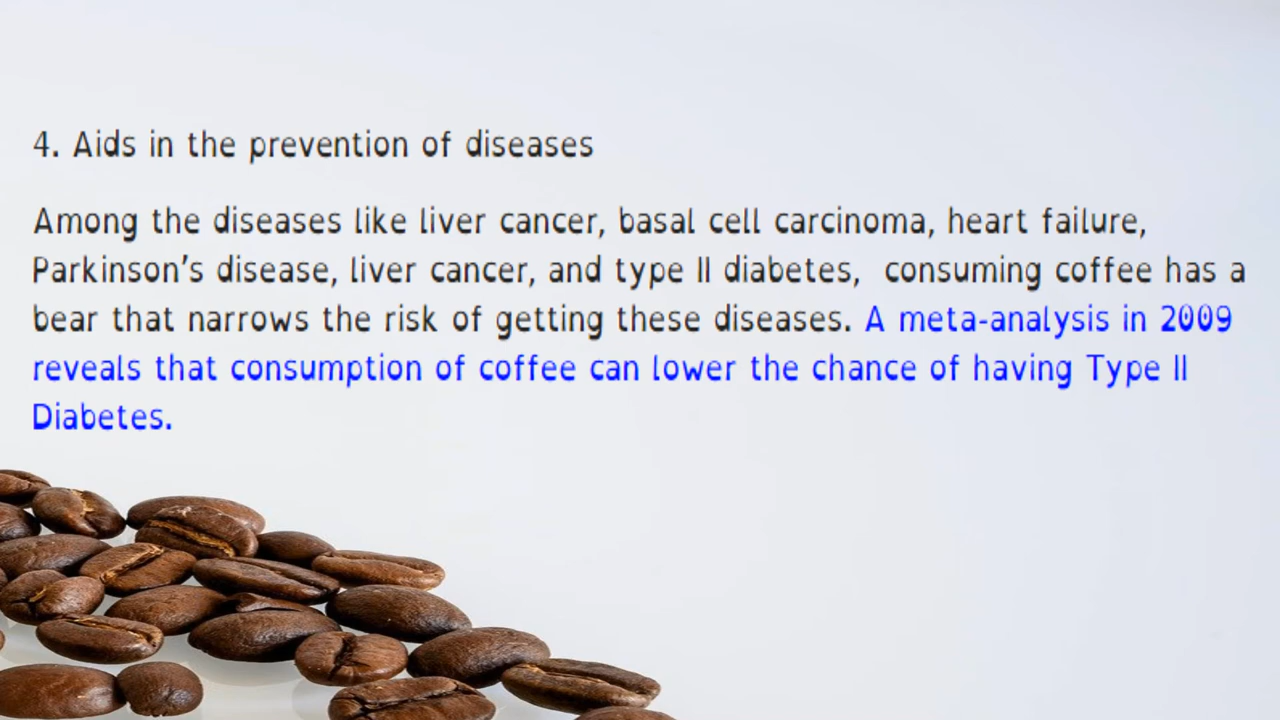 4. Aids in the prevention of diseases
Among the diseases like liver cancer, basal cell carcinoma, heart failure,
Parkinson's disease, liver cancer, and type II diabetes,  consuming coffee has a
bear that narrows the risk of getting these diseases. A meta-analysis in 2009
reveals that consumption of coffee can lower the chance of having Type II
Diabetes.